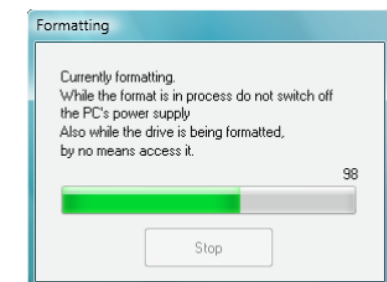 Formatting
Currently formatting.
While the format is in process do not switch off
the PC's power supply
Also while the drive is being formatted,
by no means access it.
98
Stop